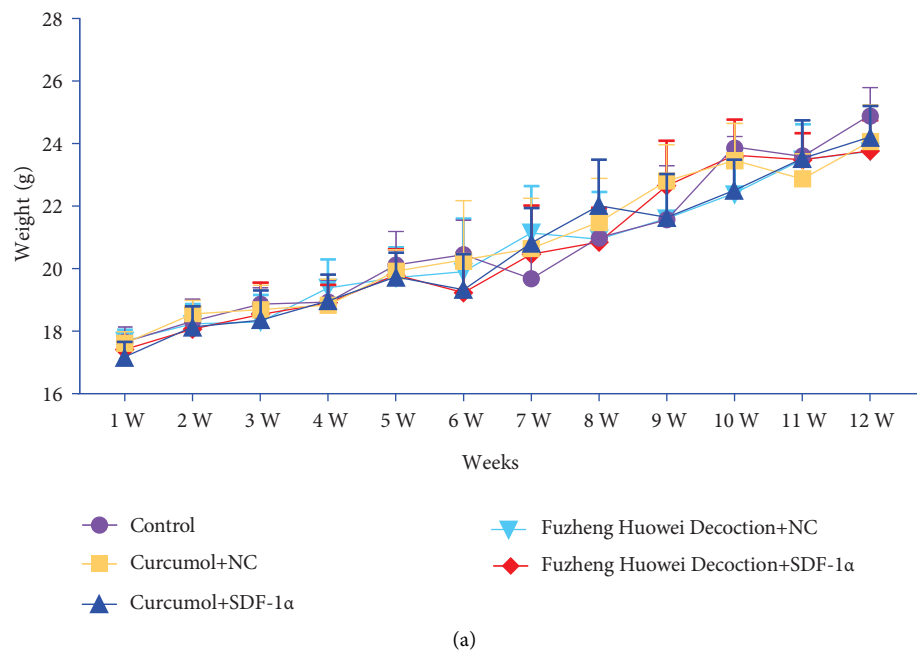 28
26
24
22
20
18
16
Weight (g)
1 W 2 W 3 W 4 W 5 W 6 W 7 W 8 W 9 W 10 W 11 W 12 W
Weeks
Control
Curcumol+NC
Curcumol+SDF-1α
Fuzheng Huowei Decoction+NC
Fuzheng Huowei Decoction+SDF-1α
(a)